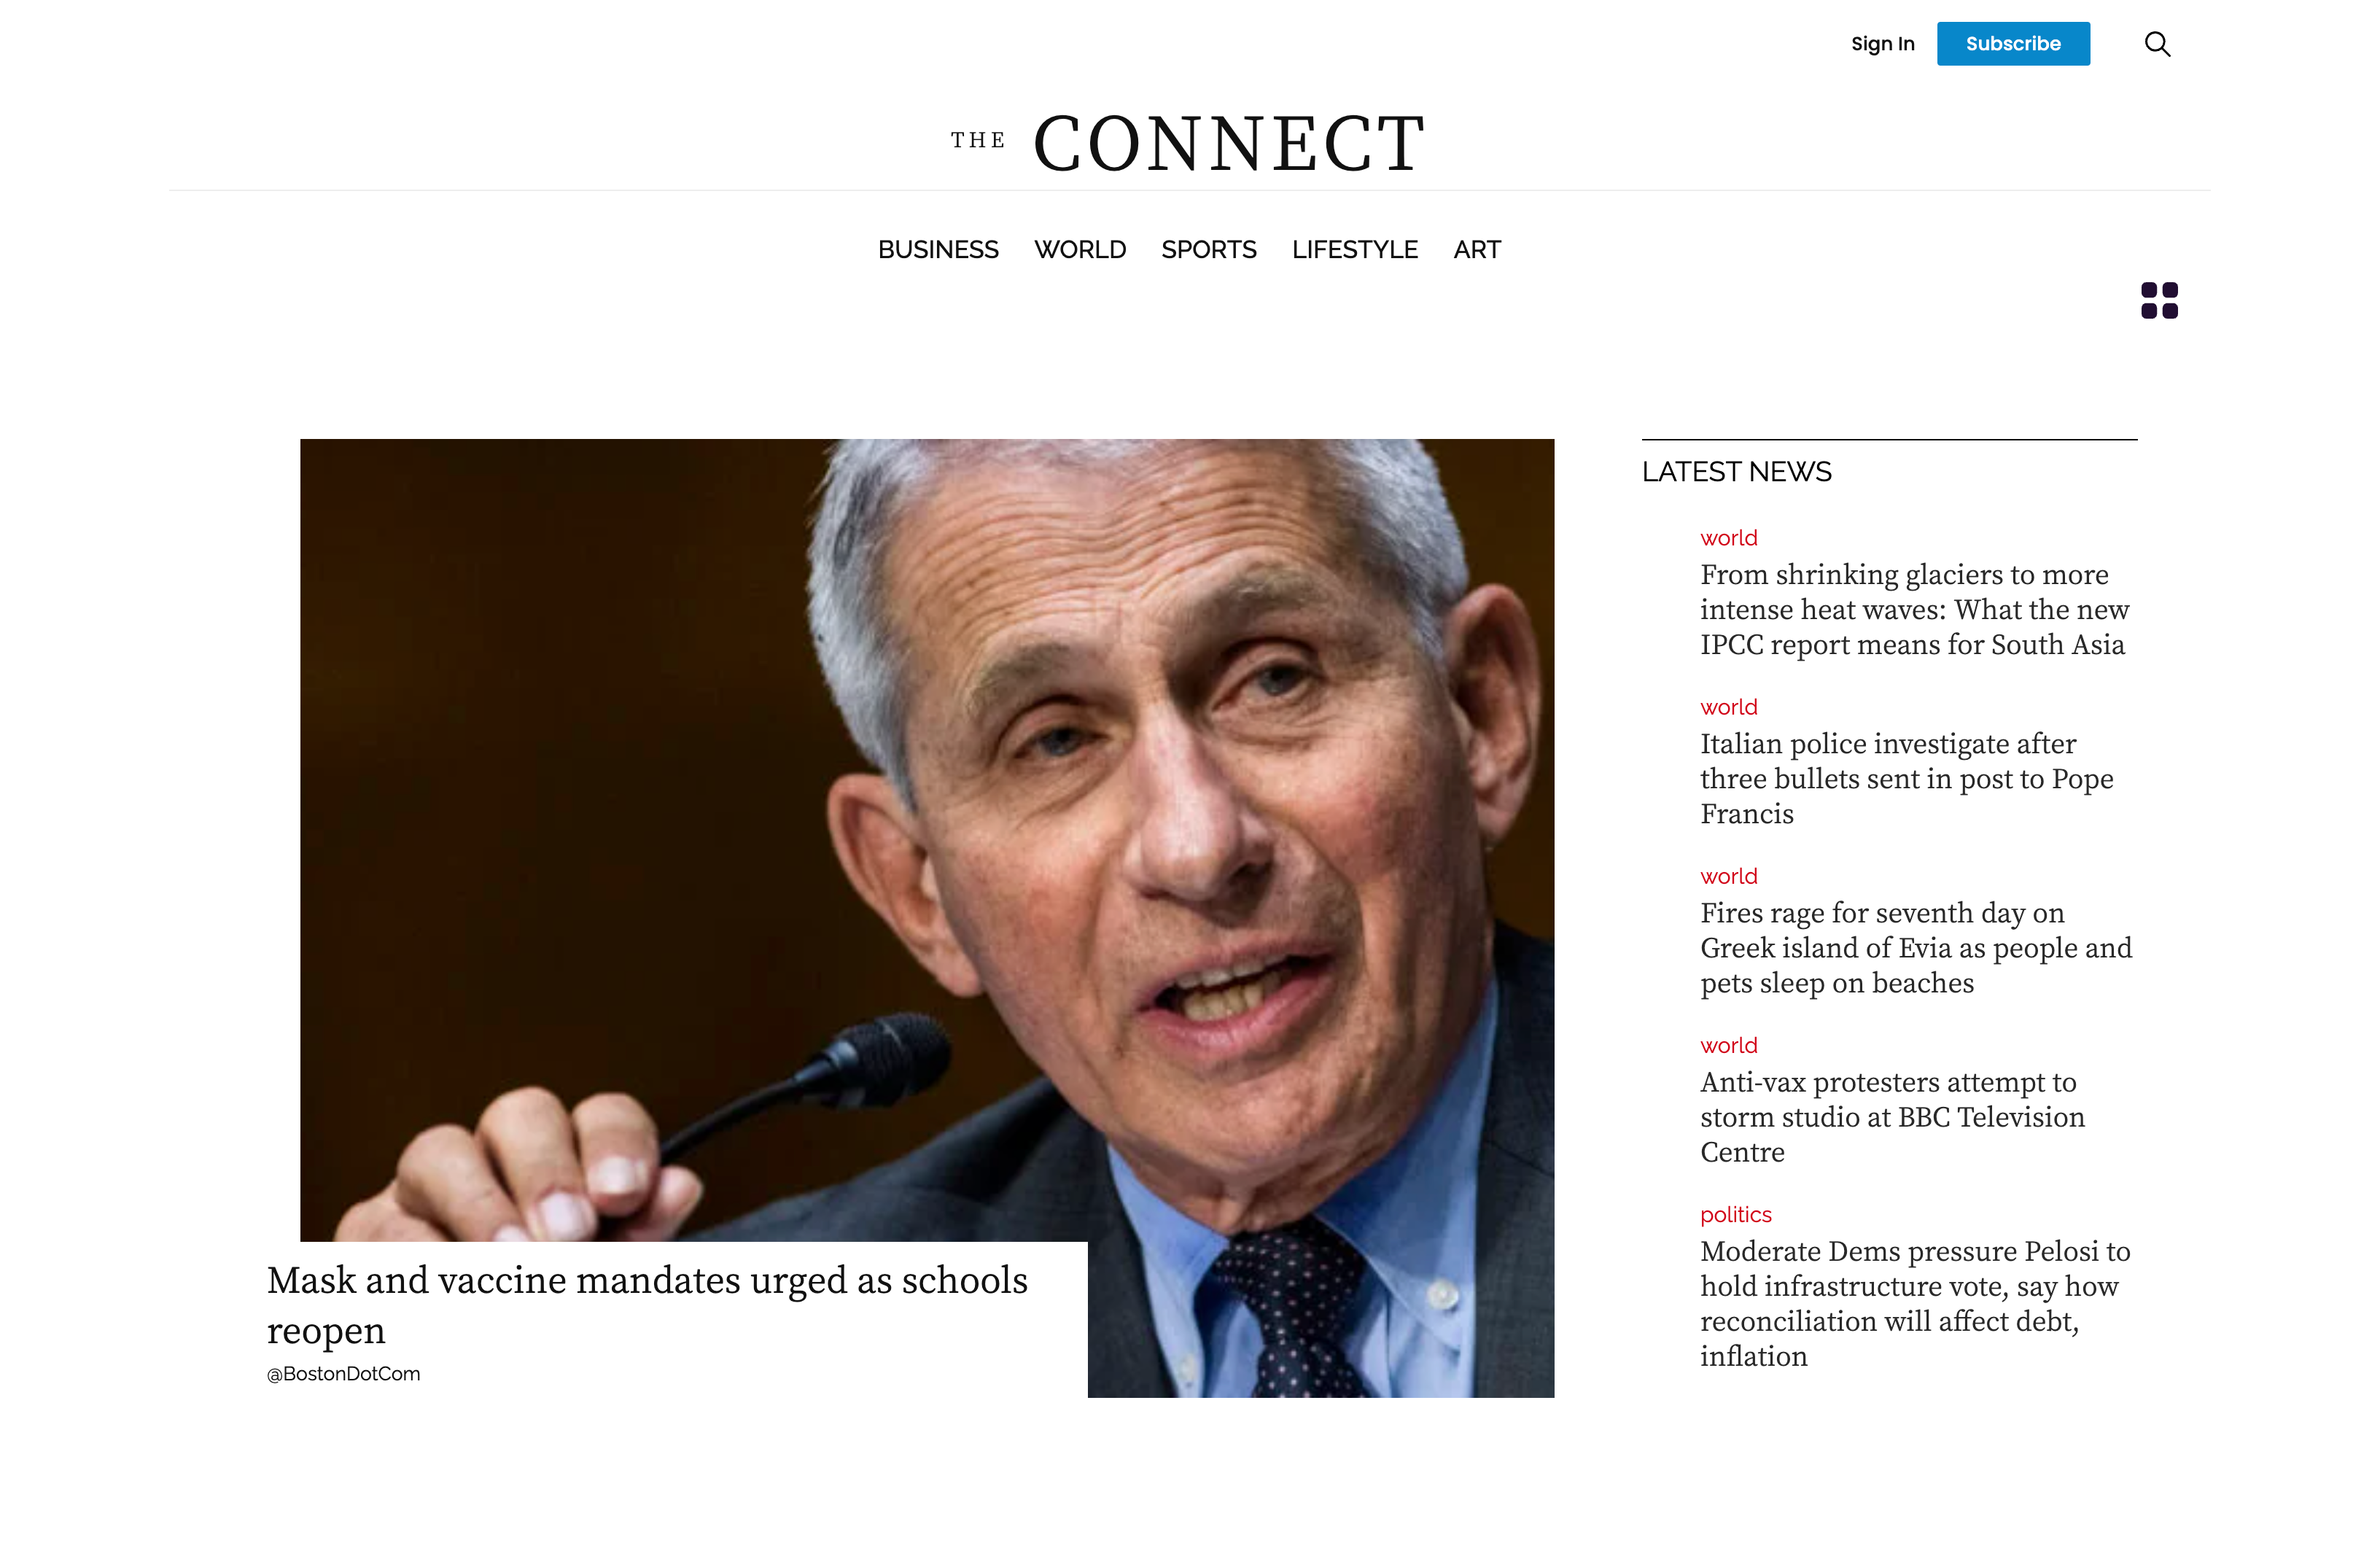 Sign In
Subscribe
THE CONNECT
BUSINESS WORLD SPORTS LIFESTYLE ART
Mask and vaccine mandates urged as schools
reopen
@BostonDotCom
LATEST NEWS
world
From shrinking glaciers to more
intense heat waves: What the new
IPCC report means for South Asia
world
Italian police investigate after
three bullets sent in post to Pope
Francis
world
Fires rage for seventh day on
Greek island of Evia as people and
pets sleep on beaches
world
Anti-vax protesters attempt to
storm studio at BBC Television
Centre
politics
Moderate Dems pressure Pelosi to
hold infrastructure vote, say how
reconciliation will affect debt,
inflation